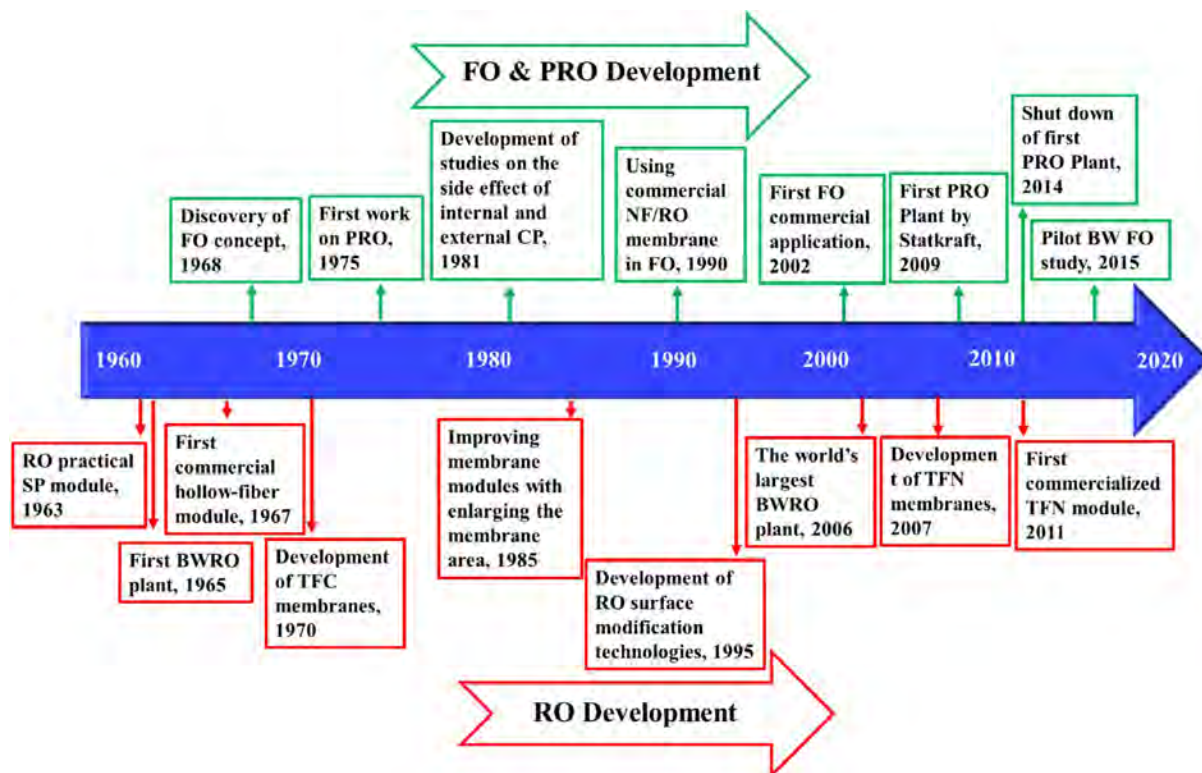 FO & PRO Development
Discovery of
FO concept,
1968
First work
on PRO,
1975
Development of
studies on the
side effect of
internal and
external CP,
1981
Using
commercial
NF/RO
membrane
in FO, 1990
First FO
commercial
application,
2002
First PRO
Plant by
Statkraft,
2009
Shut down
of first
PRO Plant,
2014
Pilot BW FO
study, 2015
1960
1970
1980
1990
2000
2010
2020
RO practical
SP module,
1963
First BWRO
plant, 1965
First
commercial
hollow-fiber
module, 1967
Development
of TFC
membranes,
1970
Improving
membrane
modules with
enlarging the
membrane
area, 1985
Development of
RO surface
modification
technologies, 1995
The world's
largest
BWRO
plant, 2006
Developmen
t of TFN
membranes,
2007
First
commercialized
TFN module,
2011
RO Development